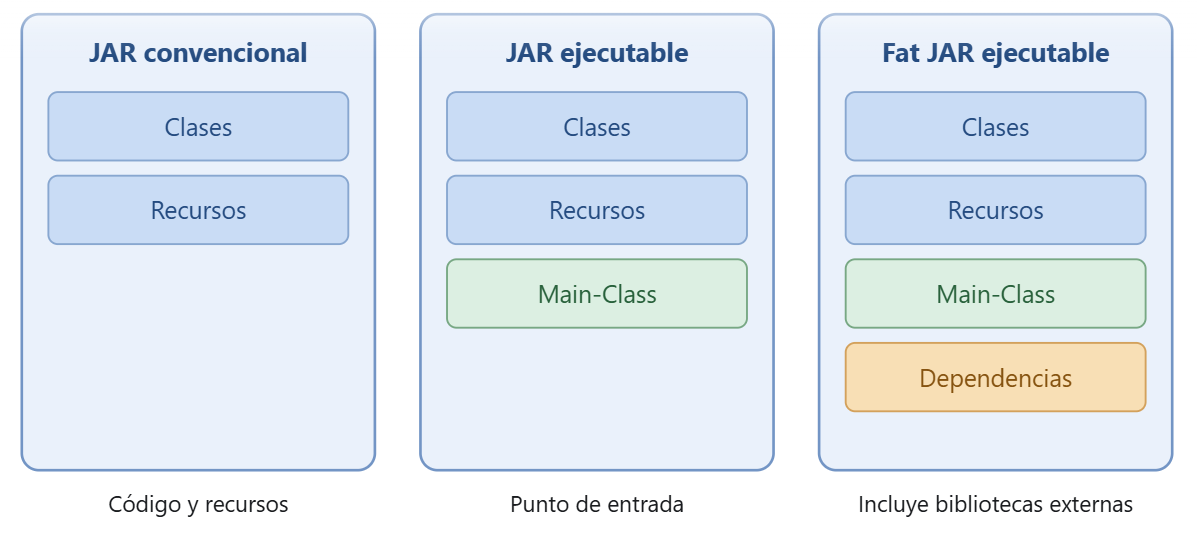 JAR convencional
Clases
Recursos
Código y recursos
JAR ejecutable
Clases
Recursos
Main-Class
Punto de entrada
Fat JAR ejecutable
Clases
Recursos
Main-Class
Dependencias
Incluye bibliotecas externas